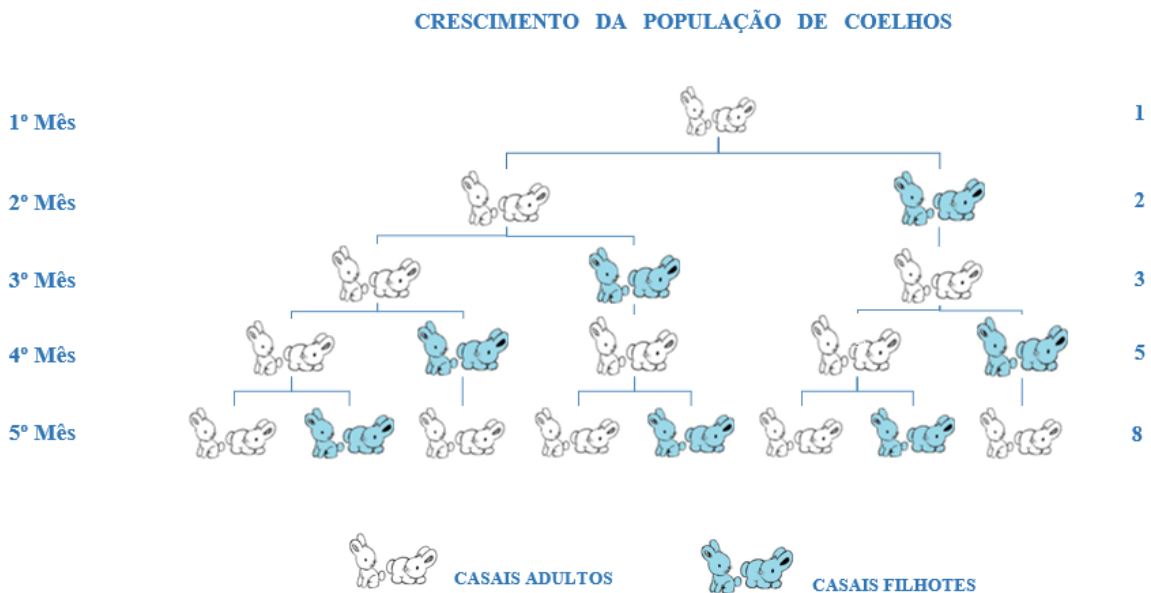 CRESCIMENTO DA POPULAÇÃO DE COELHOS
1º Mês 1
2º Mês 2
3º Mês 3
4º Mês 5
5º Mês 8
CASAIS ADULTOS CASAIS FILHOTES